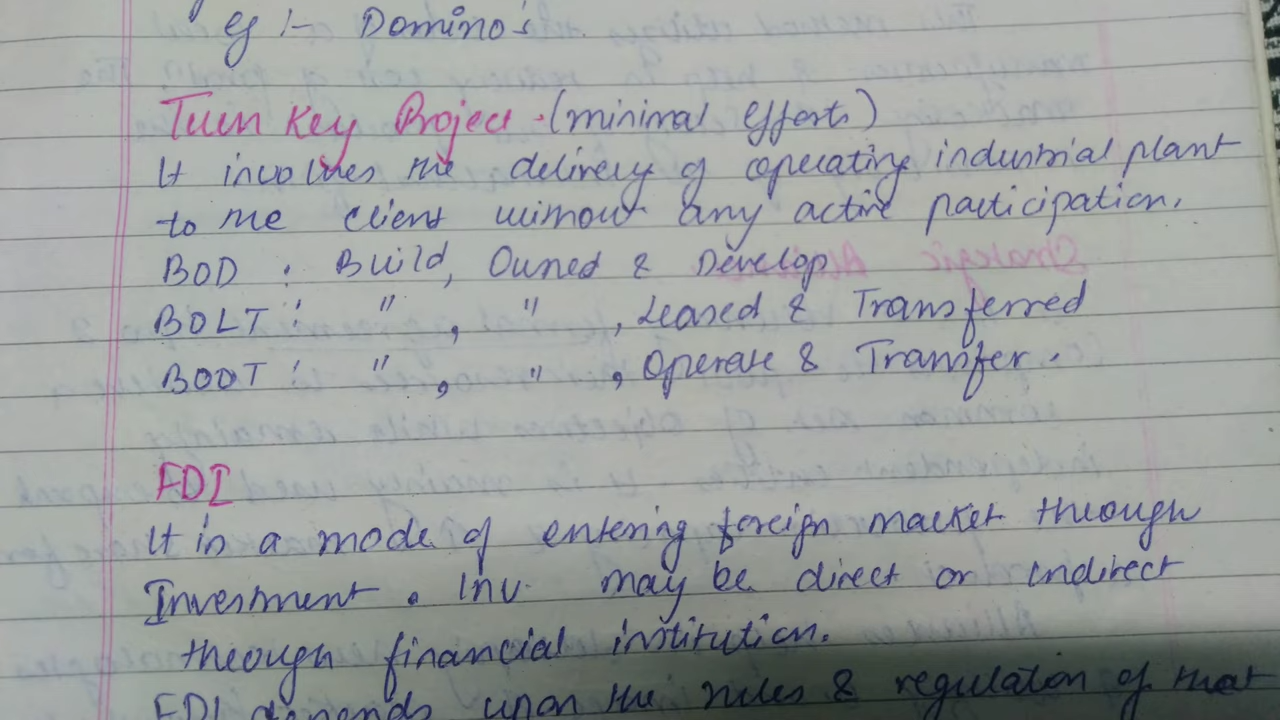 eg :- Domino's.
Turn Key Project - (minimal efforts)
It involves the delivery of operating industrial plant
to the client without any active participation.
BOD : Build, Owned & Develop
BOLT : " , " , Leased & Transferred
BOOT : " , " , Operate & Transfer.
FDI
It is a mode of entering foreign market through
Investment. Inv. may be direct or indirect
through financial institution.
FDI depends upon the rules & regulation of that